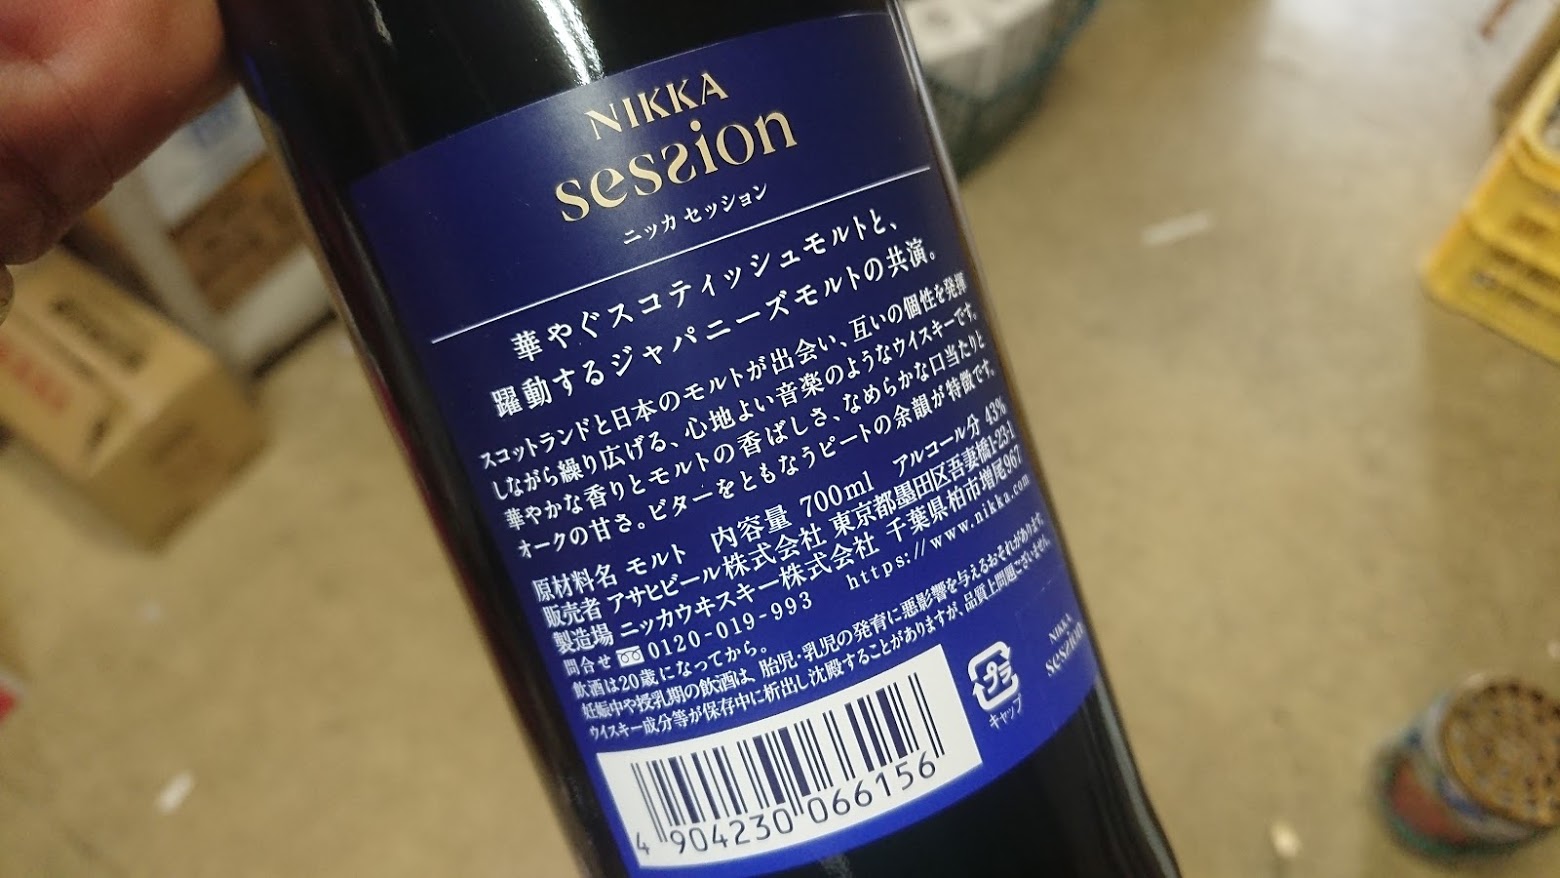 NIKKA
session
ニッカ セッション
華やぐスコティッシュモルトと、
躍動するジャパニーズモルトの共演。
スコットランドと日本のモルトが出会い、互いの個性を発揮
しながら繰り広げる、心地よい音楽のようなウイスキーです。
華やかな香りとモルトの香ばしさ、なめらかな口当たりと
オークの甘さ。ビターをともなうピートの余韻が特徴です。
原材料名 モルト 内容量 700ml アルコール分 43%
販売者 アサヒビール株式会社 東京都墨田区吾妻橋1-23-1
製造場 ニッカウヰスキー株式会社 千葉県柏市増尾967
問合せ 0120-019-993 https://www.nikka.com
飲酒は20歳になってから。
妊娠中や授乳期の飲酒は、胎児・乳児の発育に悪影響を与えるおそれがあります。
ウイスキー成分等が保存中に析出し沈殿することがありますが、品質上問題ございません。
NIKKA
session
プラ
キャップ
4 904230 066156